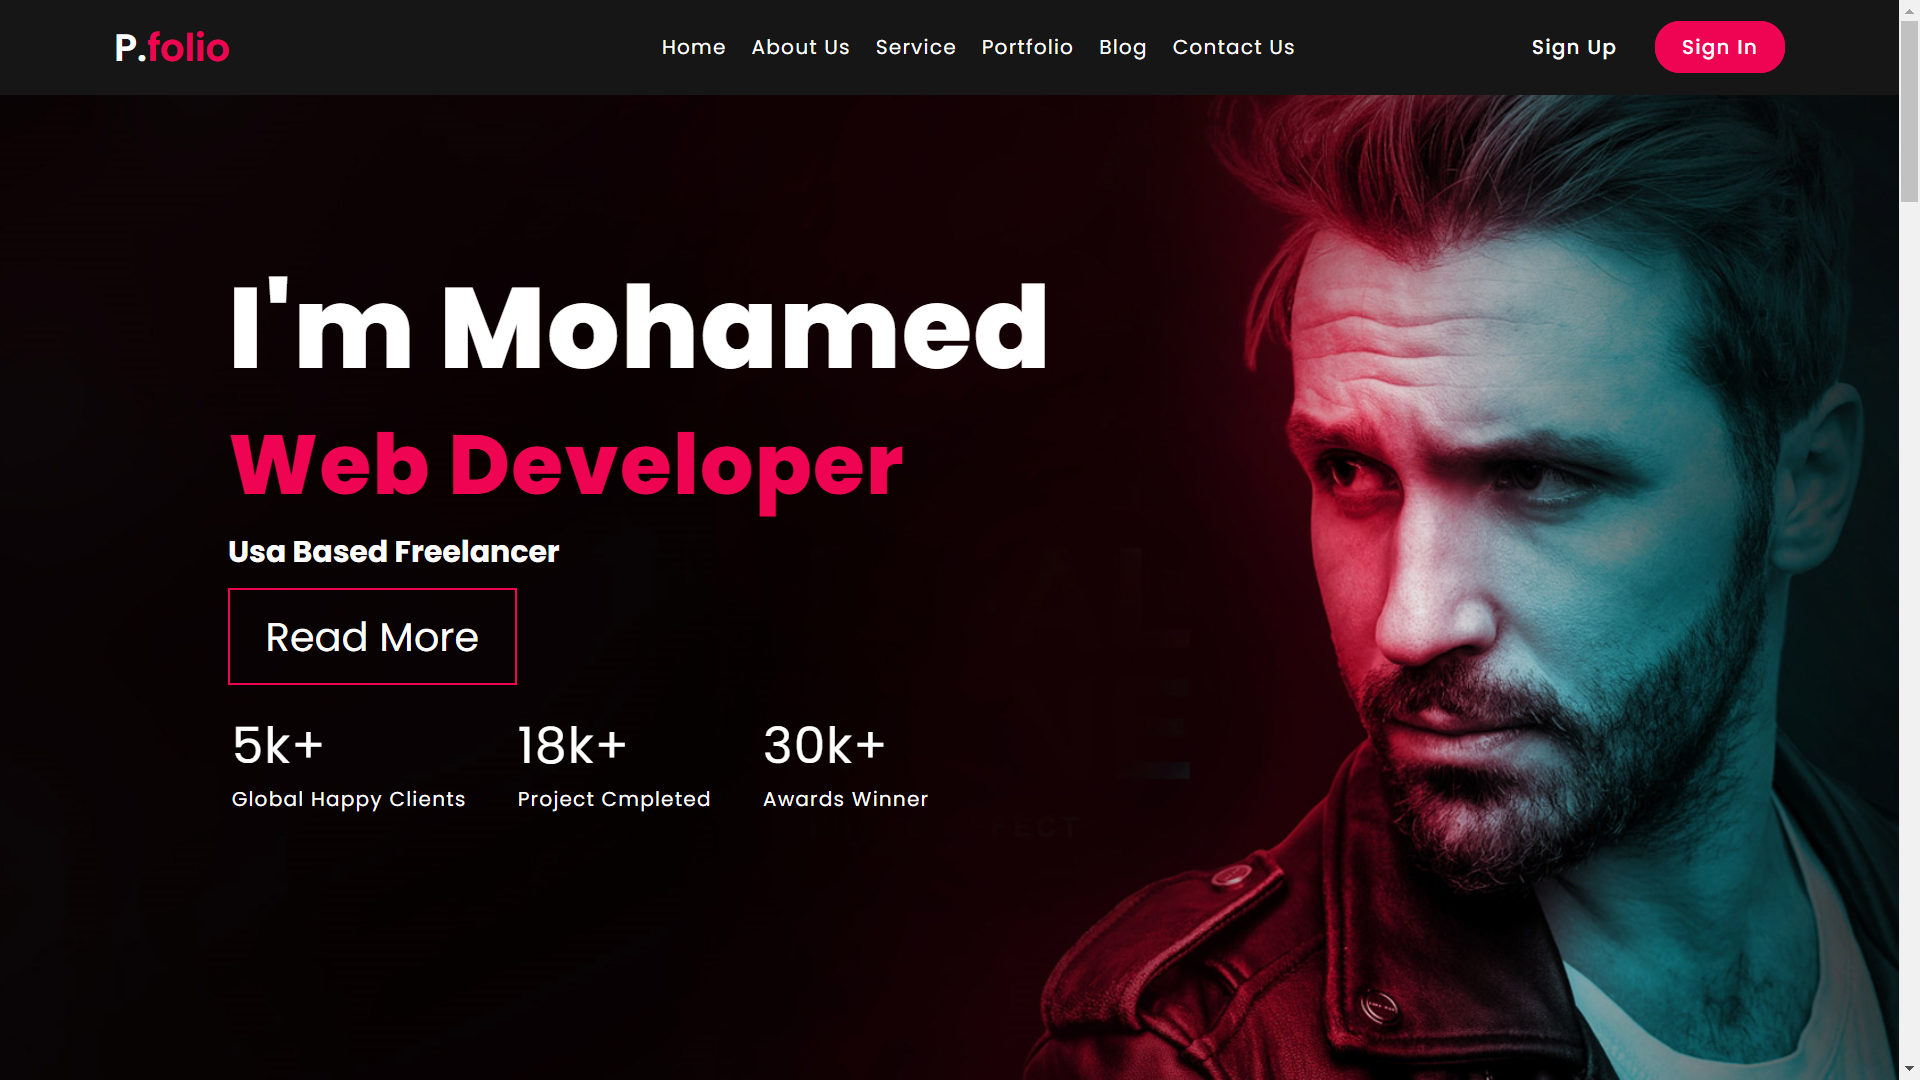 P.folio
Home About Us Service Portfolio Blog Contact Us
Sign Up Sign In
I'm Mohamed
Web Developer
Usa Based Freelancer
Read More
5k+ 18k+ 30k+
Global Happy Clients Project Cmpleted Awards Winner